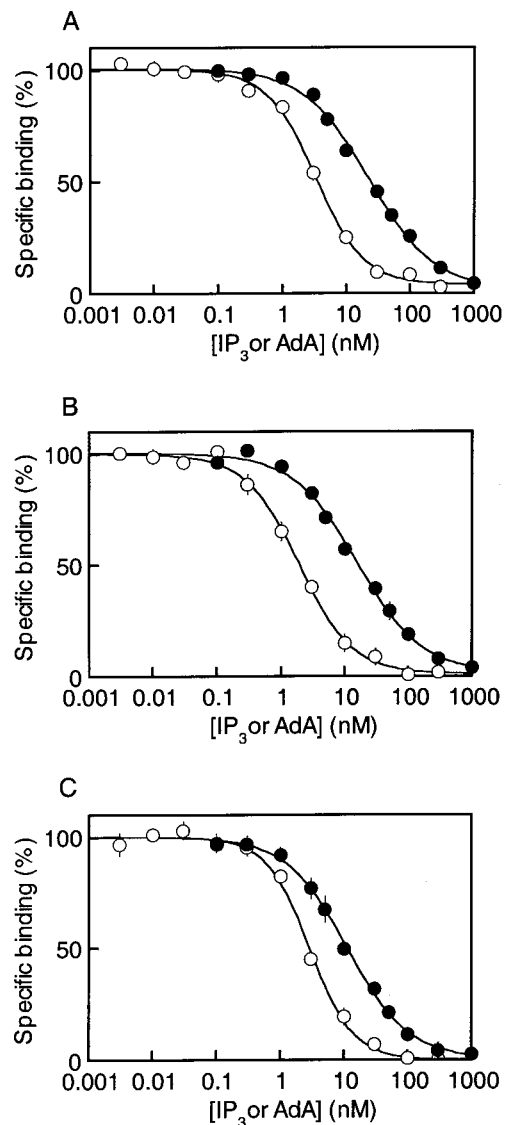 A
Specific binding (%)
100
50
0
0.001 0.01 0.1 1 10 100 1000
[IP₃ or AdA] (nM)
B
Specific binding (%)
100
50
0
0.001 0.01 0.1 1 10 100 1000
[IP₃ or AdA] (nM)
C
Specific binding (%)
100
50
0
0.001 0.01 0.1 1 10 100 1000
[IP₃ or AdA] (nM)